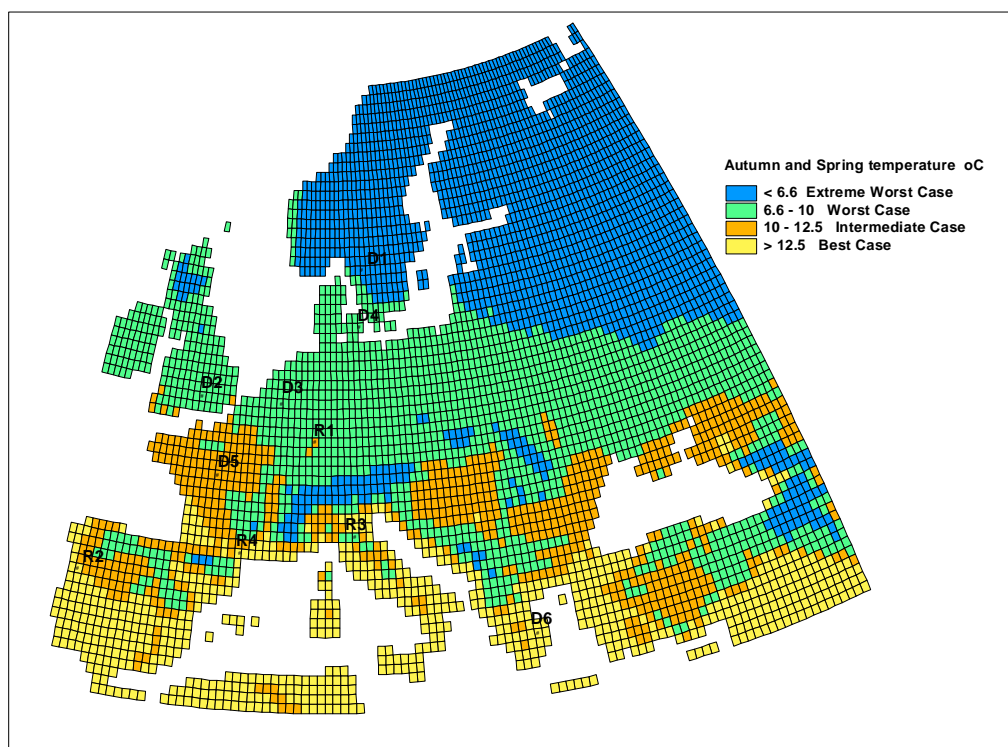 Autumn and Spring temperature oC
< 6.6 Extreme Worst Case
6.6 - 10 Worst Case
10 - 12.5 Intermediate Case
> 12.5 Best Case
D1
D4
D2
D3
R1
D5
R3
R4
R2
D6